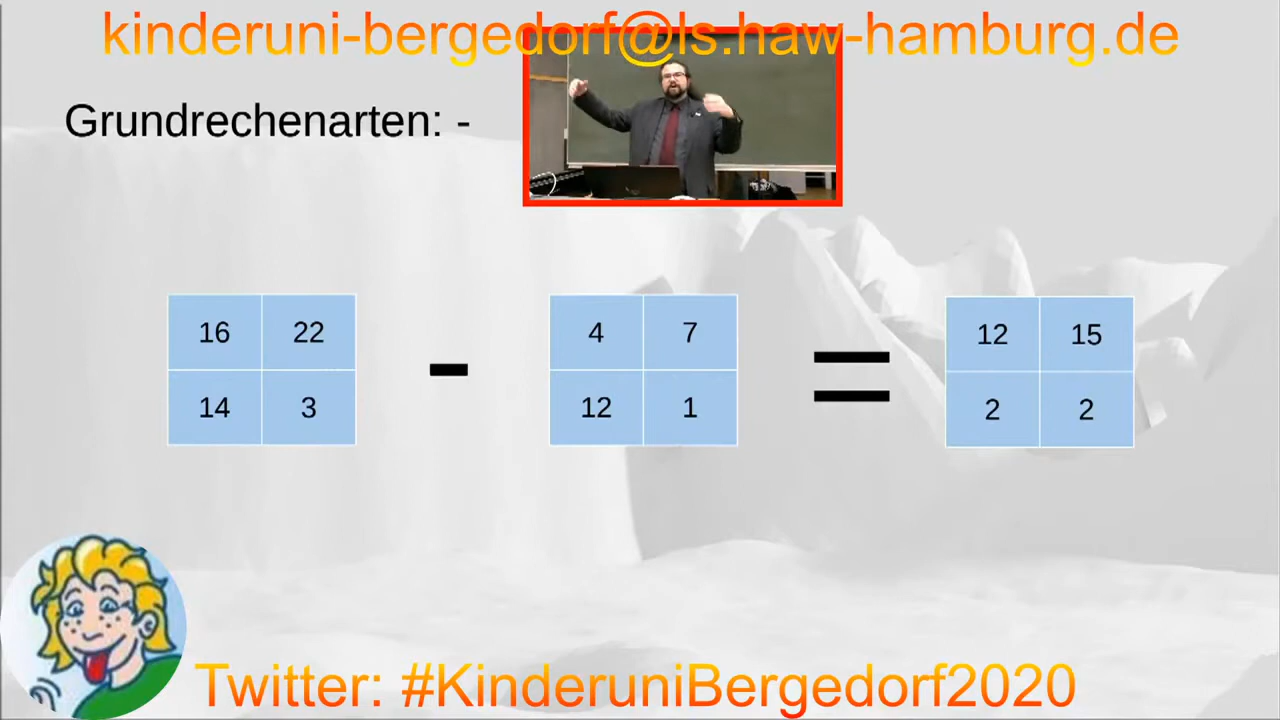 kinderuni-bergedorf@ls.haw-hamburg.de
Grundrechenarten: -
16 22 4 7 12 15
- =
14 3 12 1 2 2
Twitter: #KinderuniBergedorf2020